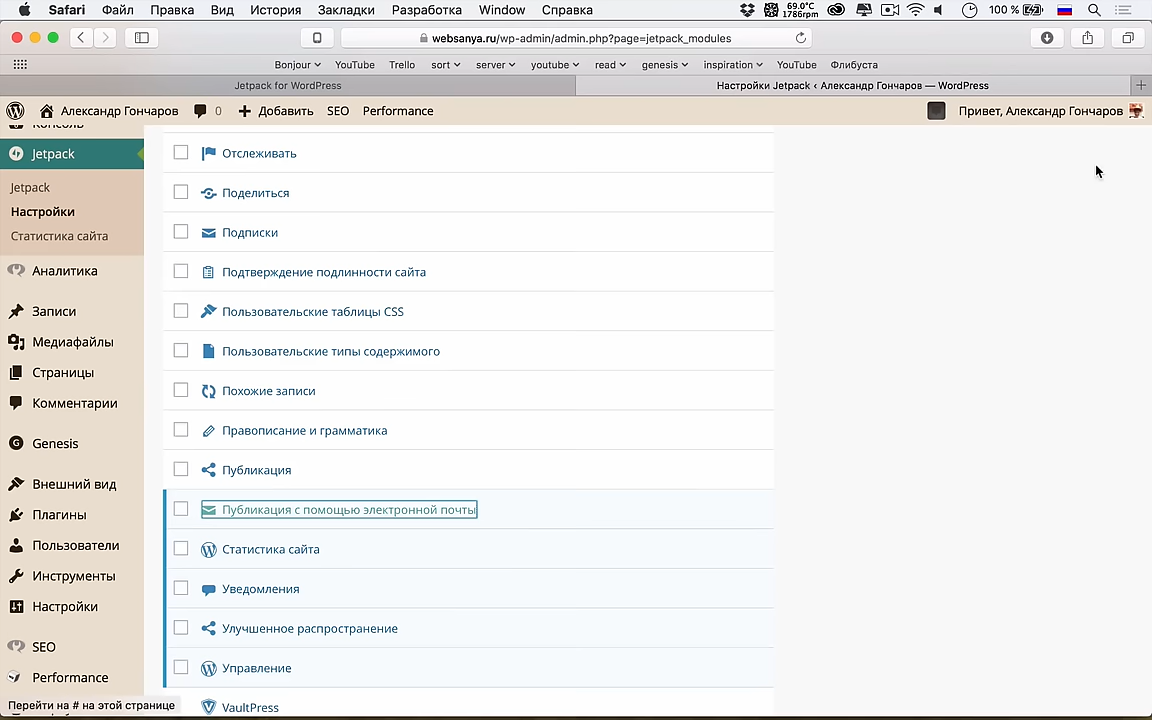 Safari Файл Правка Вид История Закладки Разработка Window Справка 69.0°C 1786rpm 100 %
websanya.ru/wp-admin/admin.php?page=jetpack_modules
Bonjour YouTube Trello sort server youtube read genesis inspiration YouTube Флибуста
Jetpack for WordPress Настройки Jetpack ‹ Александр Гончаров — WordPress
Александр Гончаров 0 Добавить SEO Performance Привет, Александр Гончаров
Консоль
Jetpack
Jetpack
Настройки
Статистика сайта
Аналитика
Записи
Медиафайлы
Страницы
Комментарии
Genesis
Внешний вид
Плагины
Пользователи
Инструменты
Настройки
SEO
Performance
Отслеживать
Поделиться
Подписки
Подтверждение подлинности сайта
Пользовательские таблицы CSS
Пользовательские типы содержимого
Похожие записи
Правописание и грамматика
Публикация
Публикация с помощью электронной почты
Статистика сайта
Уведомления
Улучшенное распространение
Управление
VaultPress
Перейти на # на этой странице